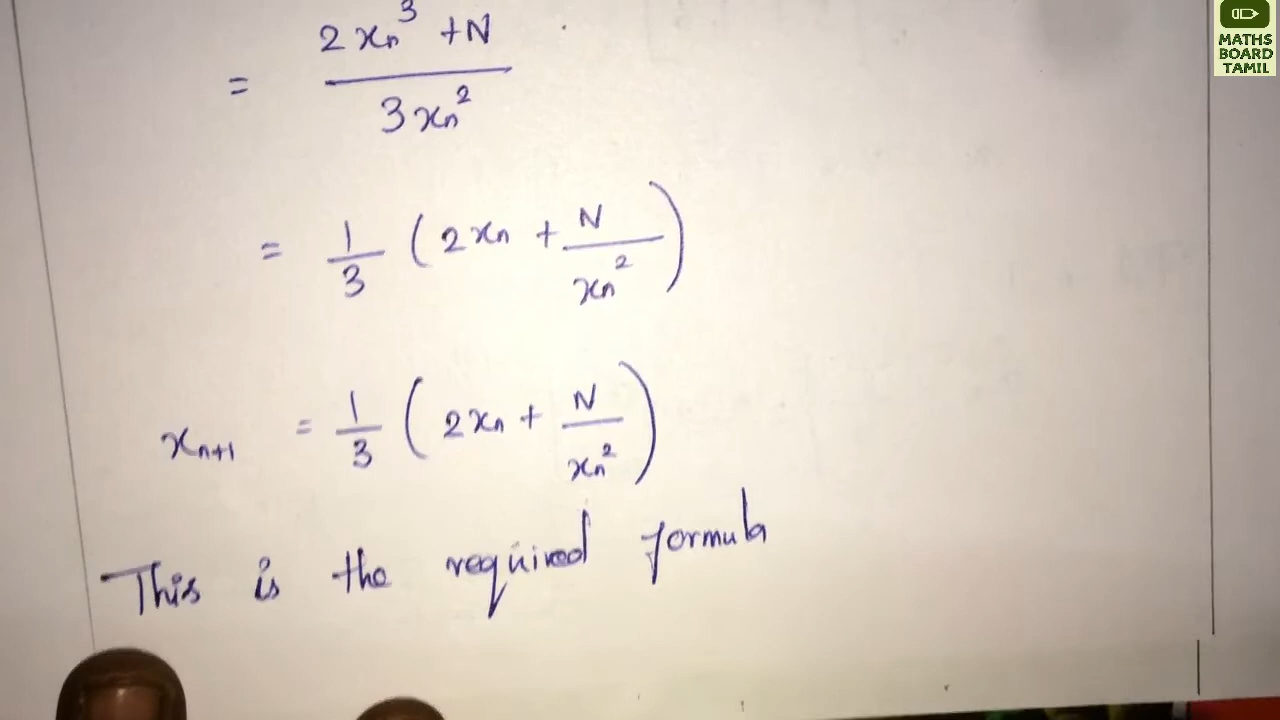 = (2xₙ³ + N) / 3xₙ²
= 1/3 (2xₙ + N/xₙ²)
xₙ₊₁ = 1/3 (2xₙ + N/xₙ²)
This is the required formula
MATHS
BOARD
TAMIL